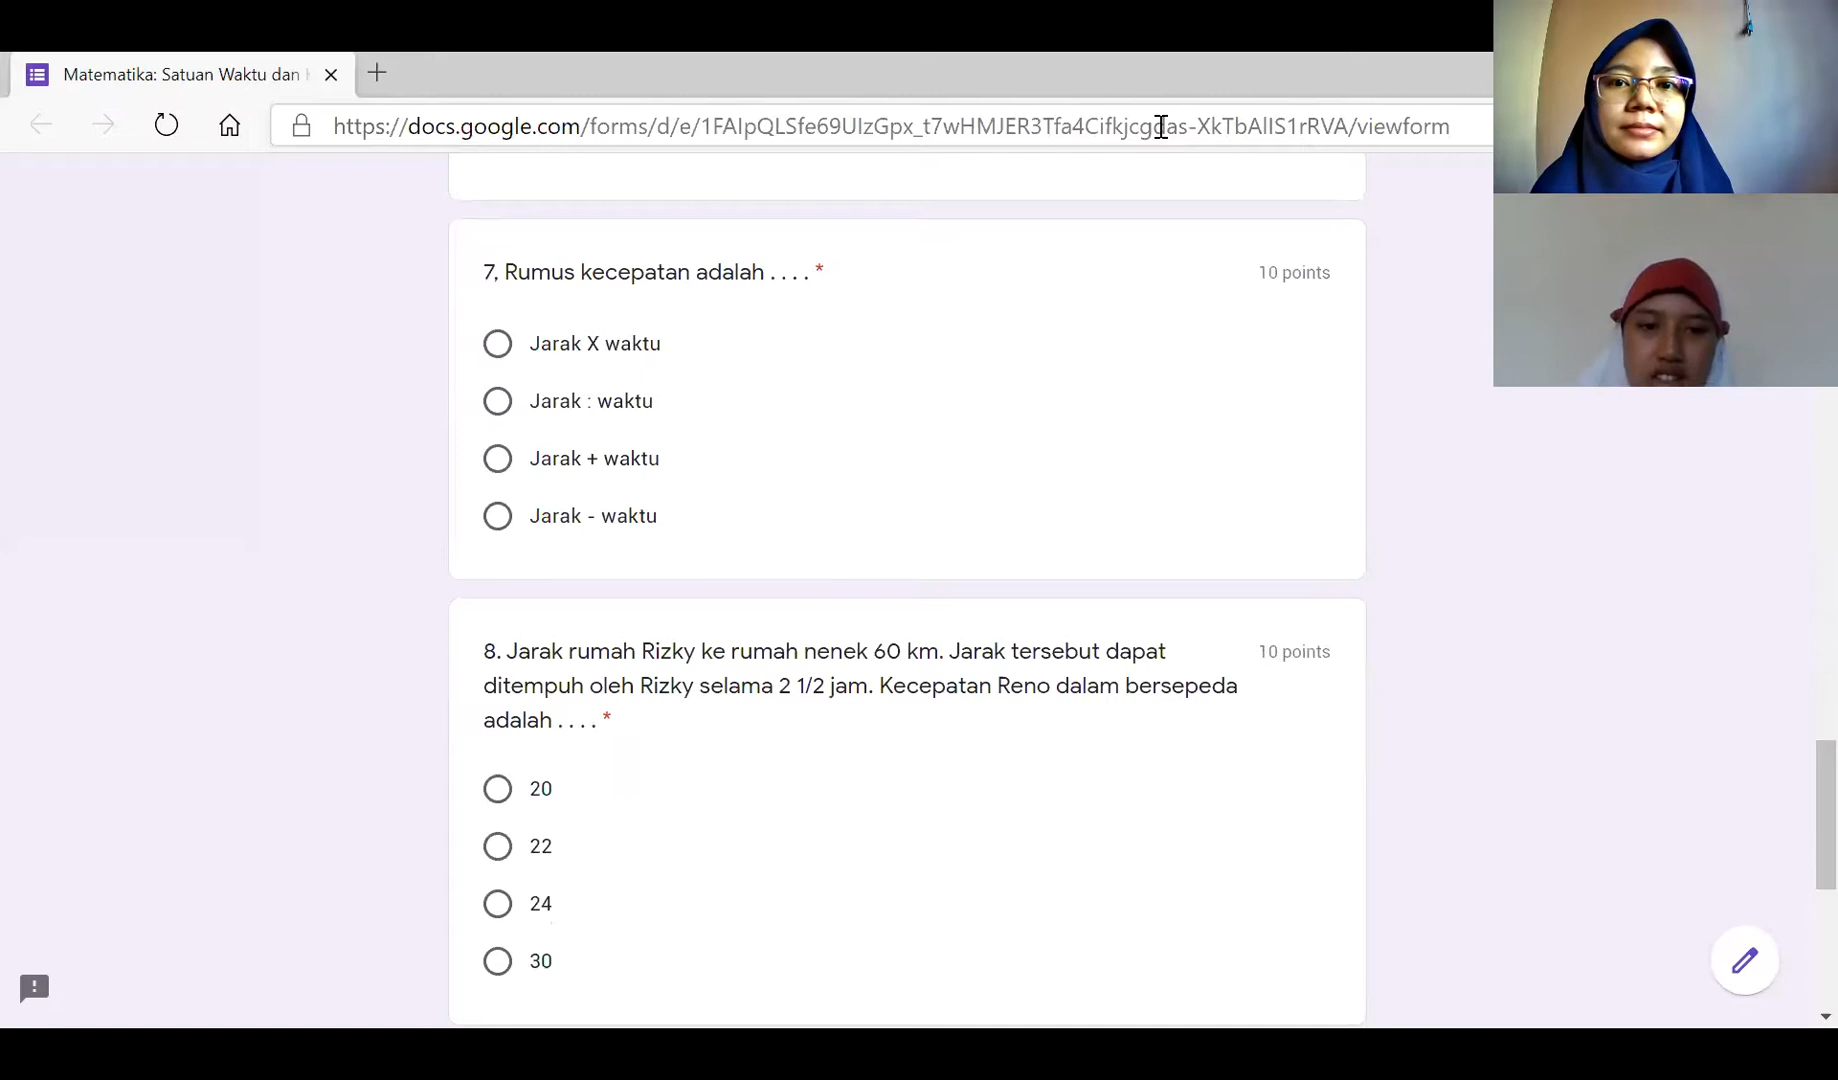 Matematika: Satuan Waktu dan
https://docs.google.com/forms/d/e/1FAIpQLSfe69UIzGpx_t7wHMJER3Tfa4Cifkjcgdas-XkTbAlIS1rRVA/viewform
7, Rumus kecepatan adalah . . . . *
10 points
Jarak X waktu
Jarak : waktu
Jarak + waktu
Jarak - waktu
8. Jarak rumah Rizky ke rumah nenek 60 km. Jarak tersebut dapat
10 points
ditempuh oleh Rizky selama 2 1/2 jam. Kecepatan Reno dalam bersepeda
adalah . . . . *
20
22
24
30